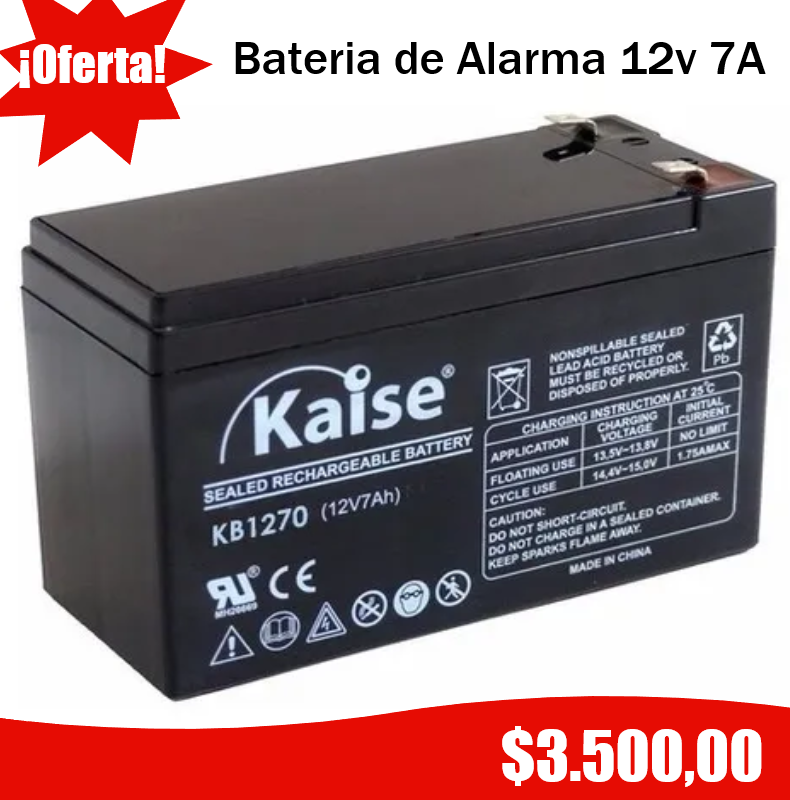 ¡Oferta!
Bateria de Alarma 12v 7A
Kaise®
SEALED RECHARGEABLE BATTERY
KB1270 (12V7Ah)
MH26669
NONSPILLABLE SEALED
LEAD ACID BATTERY
MUST BE RECYCLED OR
DISPOSED OF PROPERLY.
Pb
CHARGING INSTRUCTION AT 25℃
APPLICATION CHARGING VOLTAGE INITIAL CURRENT
FLOATING USE 13,5V~13,8V NO LIMIT
CYCLE USE 14,4V~15,0V 1.75AMAX
CAUTION:
DO NOT SHORT-CIRCUIT.
DO NOT CHARGE IN A SEALED CONTAINER.
KEEP SPARKS FLAME AWAY.
MADE IN CHINA
$3.500,00